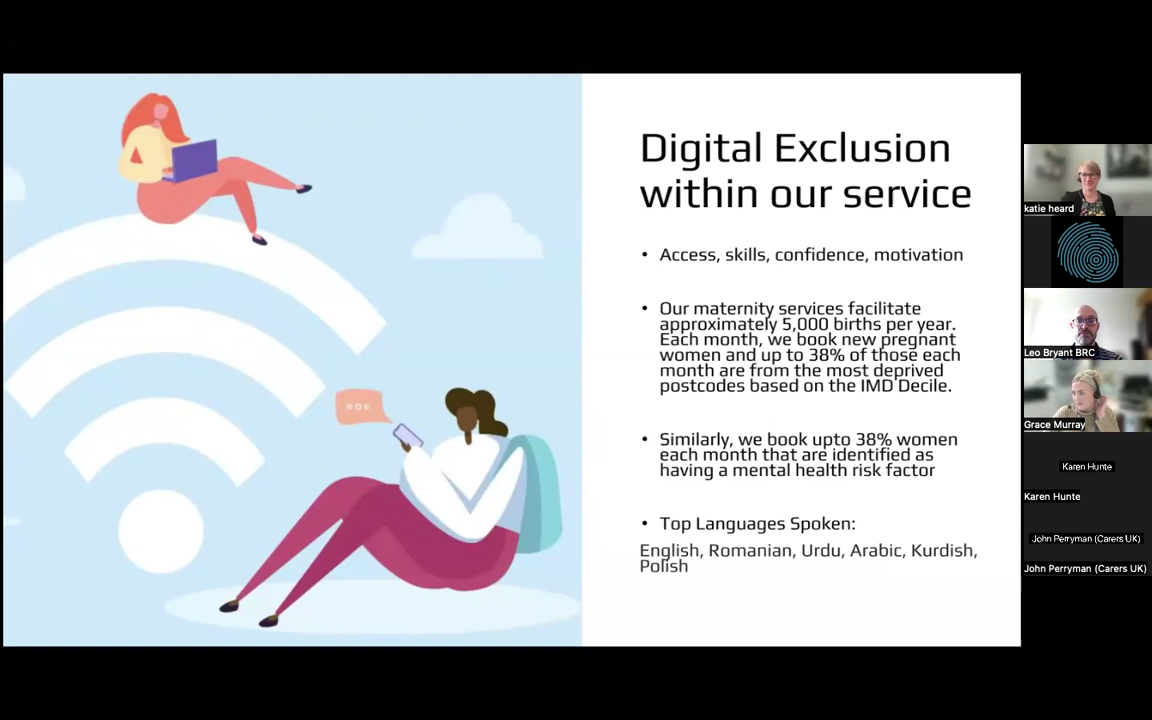 Digital Exclusion
within our service
• Access, skills, confidence, motivation
• Our maternity services facilitate
approximately 5,000 births per year.
Each month, we book new pregnant
women and up to 38% of those each
month are from the most deprived
postcodes based on the IMD Decile.
• Similarly, we book upto 38% women
each month that are identified as
having a mental health risk factor
• Top Languages Spoken:
English, Romanian, Urdu, Arabic, Kurdish,
Polish
katie heard
Leo Bryant BRC
Grace Murray
Karen Hunte
Karen Hunte
John Perryman (Carers UK)
John Perryman (Carers UK)